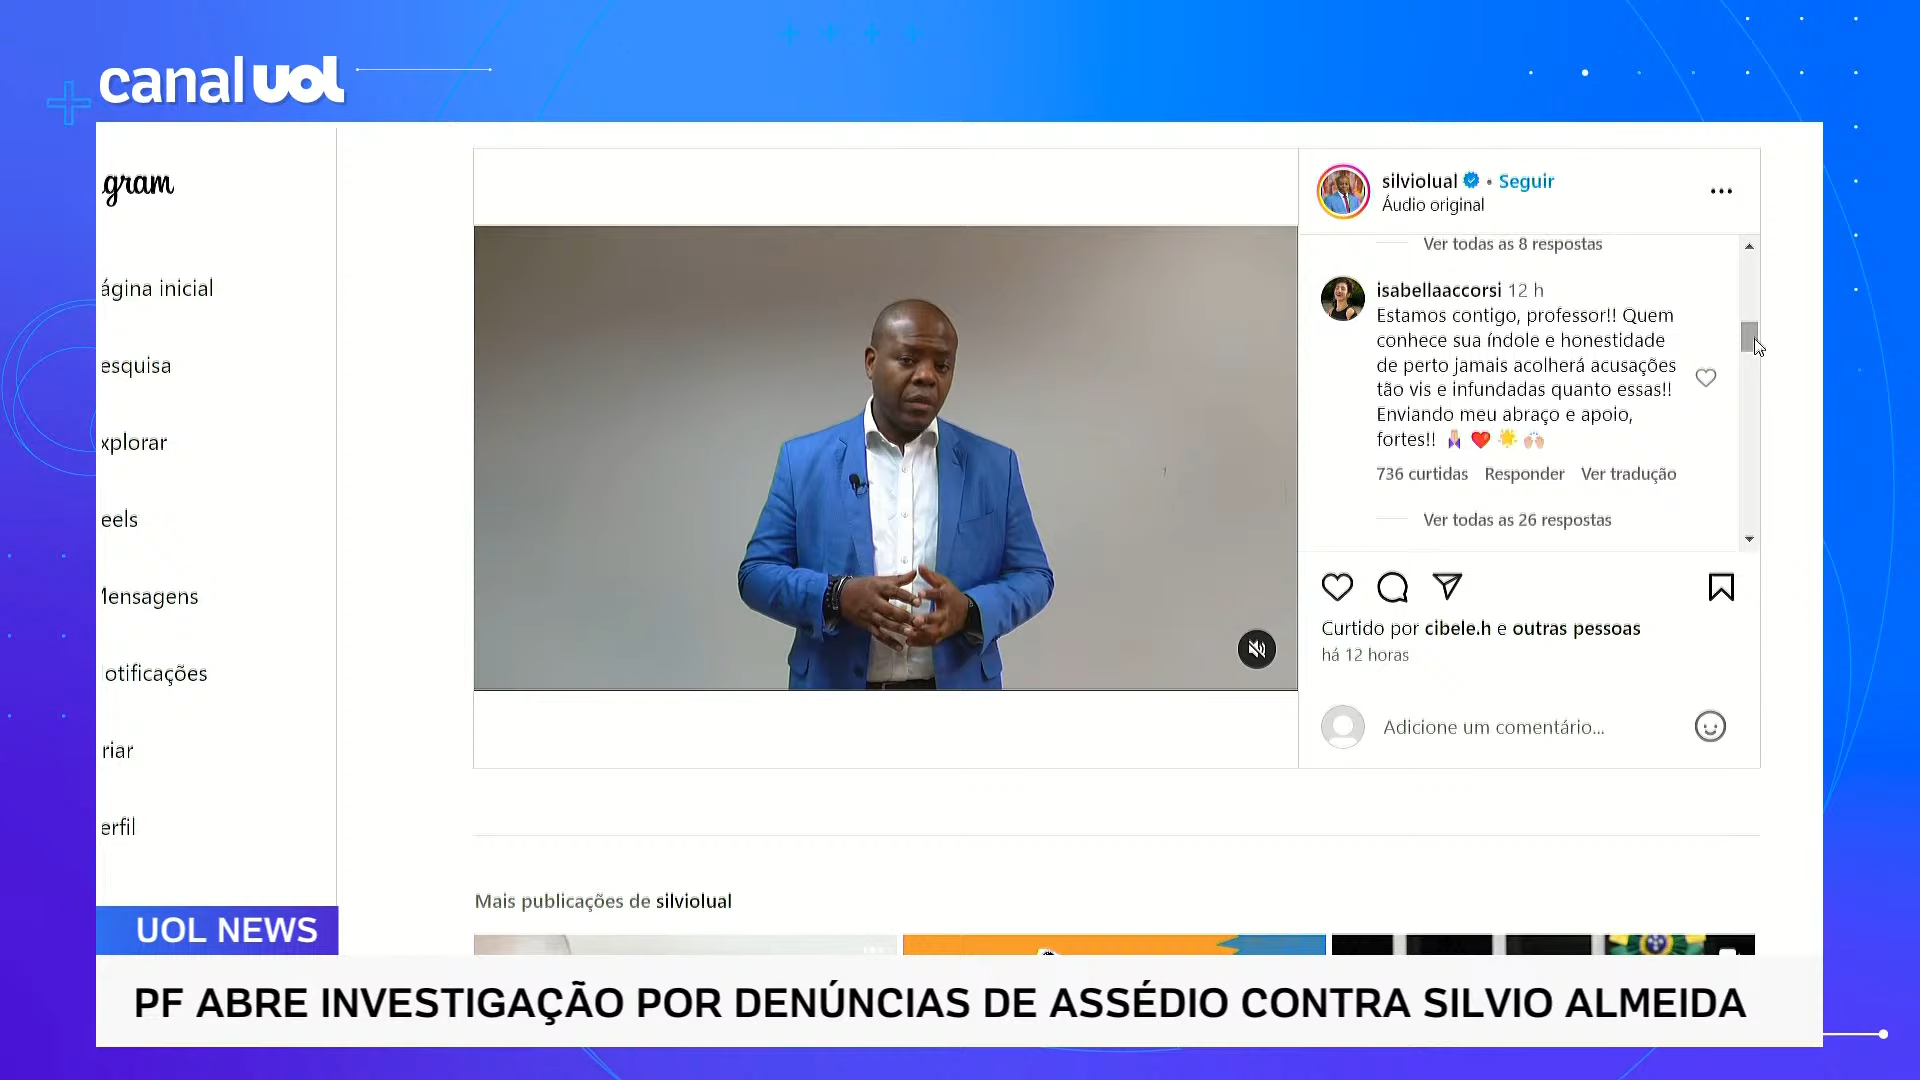 canal uol
gram
ágina inicial
esquisa
xplorar
eels
Mensagens
otificações
riar
erfil
silviolual • Seguir
Áudio original
Ver todas as 8 respostas
isabellaaccorsi 12 h
Estamos contigo, professor!! Quem
conhece sua índole e honestidade
de perto jamais acolherá acusações
tão vis e infundadas quanto essas!!
Enviando meu abraço e apoio,
fortes!!
736 curtidas Responder Ver tradução
Ver todas as 26 respostas
Curtido por cibele.h e outras pessoas
há 12 horas
Adicione um comentário...
Mais publicações de silviolual
UOL NEWS
PF ABRE INVESTIGAÇÃO POR DENÚNCIAS DE ASSÉDIO CONTRA SILVIO ALMEIDA